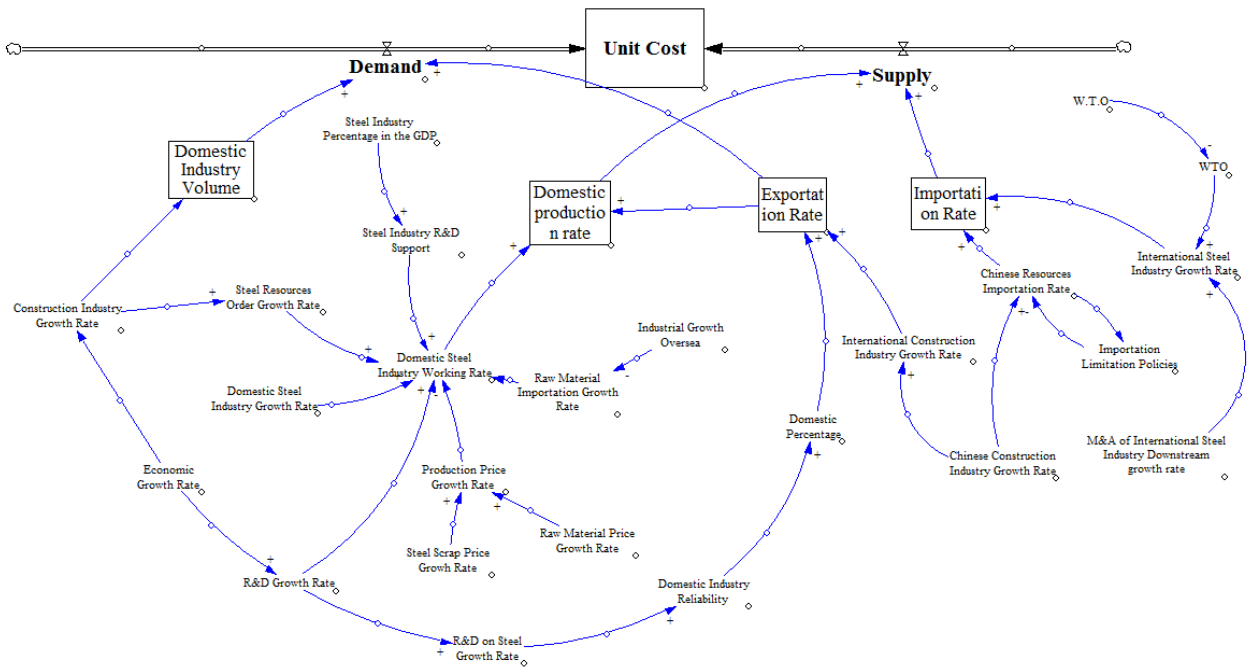 Unit Cost
Demand
+
+
Supply
+
+
Steel Industry
Percentage in the GDP
W.T.O
-
WTO
Domestic
Industry
Volume
Domestic
productio
n rate
+
+
Exportat
ion Rate
+
+
Importati
on Rate
+
+
Steel Industry R&D
Support
+
International Steel
Industry Growth Rate
+
+
Chinese Resources
Importation Rate
+
-
Construction Industry
Growth Rate
Steel Resources
Order Growth Rate
+
Industrial Growth
Oversea
International Construction
Industry Growth Rate
+
Importation
Limitation Policies
Domestic Steel
Industry Working Rate
+
+
+
+
-
Raw Material
Importation Growth
Rate
-
Domestic Steel
Industry Growth Rate
Domestic
Percentage
+
M&A of International Steel
Industry Downstream
growth rate
Chinese Construction
Industry Growth Rate
Economic
Growth Rate
Production Price
Growth Rate
+
+
Raw Material Price
Growth Rate
Steel Scrap Price
Growh Rate
+
R&D Growth Rate
Domestic Industry
Reliability
+
+
R&D on Steel
Growth Rate